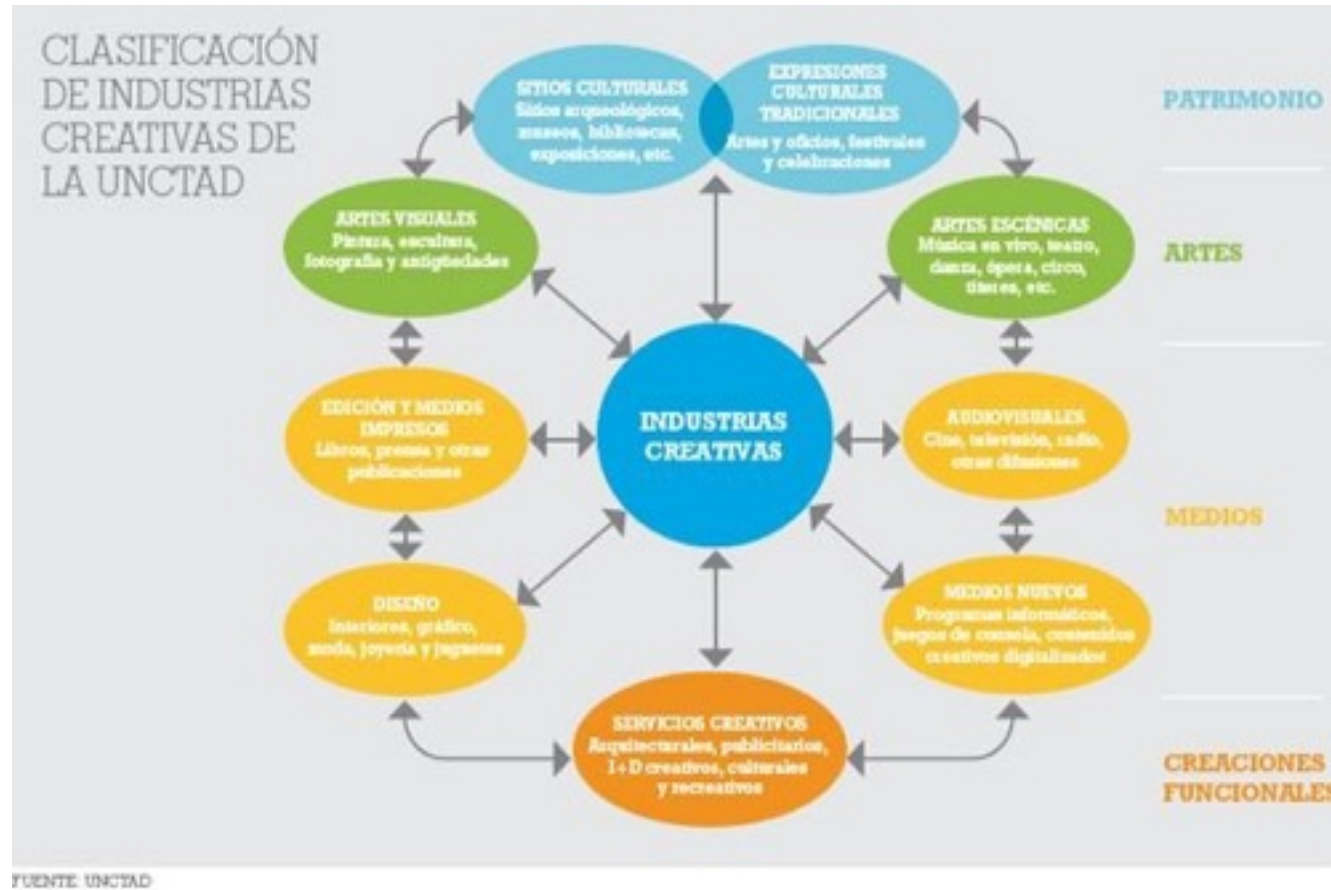 CLASIFICACIÓN
DE INDUSTRIAS
CREATIVAS DE
LA UNCTAD
SITIOS CULTURALES
Sitios arqueológicos,
museos, bibliotecas,
exposiciones, etc.
EXPRESIONES
CULTURALES
TRADICIONALES
Artes y oficios, festivales
y celebraciones
PATRIMONIO
ARTES VISUALES
Pintura, escultura,
fotografía y antigüedades
ARTES ESCÉNICAS
Música en vivo, teatro,
danza, ópera, circo,
títeres, etc.
ARTES
EDICIÓN Y MEDIOS
IMPRESOS
Libros, prensa y otras
publicaciones
INDUSTRIAS
CREATIVAS
AUDIOVISUALES
Cine, televisión, radio,
otras difusiones
MEDIOS
DISEÑO
Interiores, gráfico,
moda, joyería y juguetes
MEDIOS NUEVOS
Programas informáticos,
juegos de consola, contenidos
creativos digitalizados
SERVICIOS CREATIVOS
Arquitecturales, publicitarios,
I+D creativos, culturales
y recreativos
CREACIONES
FUNCIONALES
FUENTE: UNCTAD